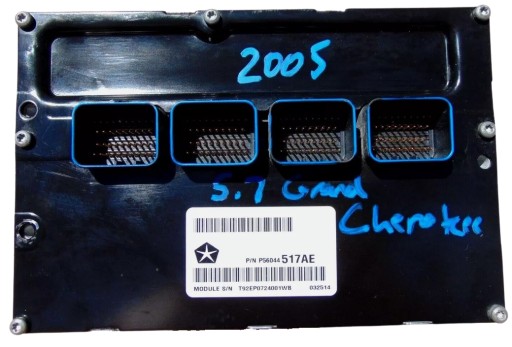 2005
5.7 Grand
Cherokee
P/N P56044517AE
MODULE S/N T92EP0724001WB 032514